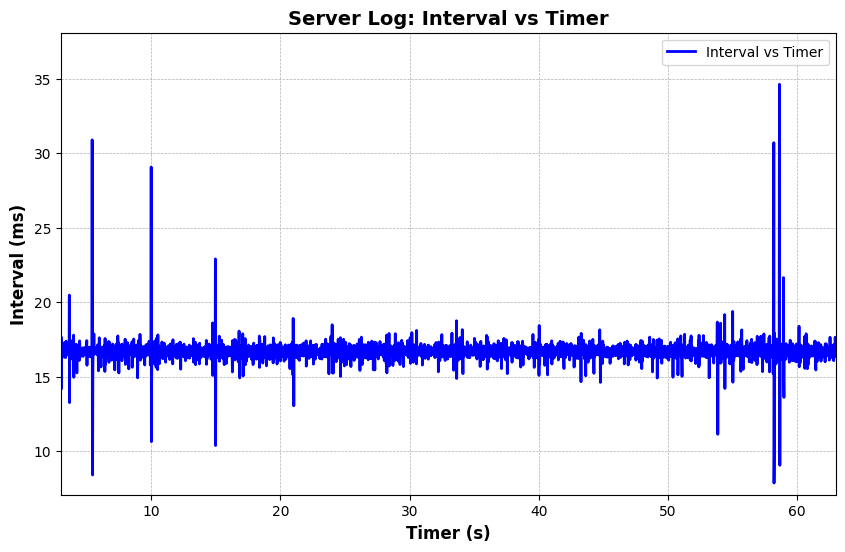 Server Log: Interval vs Timer
Interval vs Timer
35
30
25
20
15
10
Interval (ms)
10 20 30 40 50 60
Timer (s)